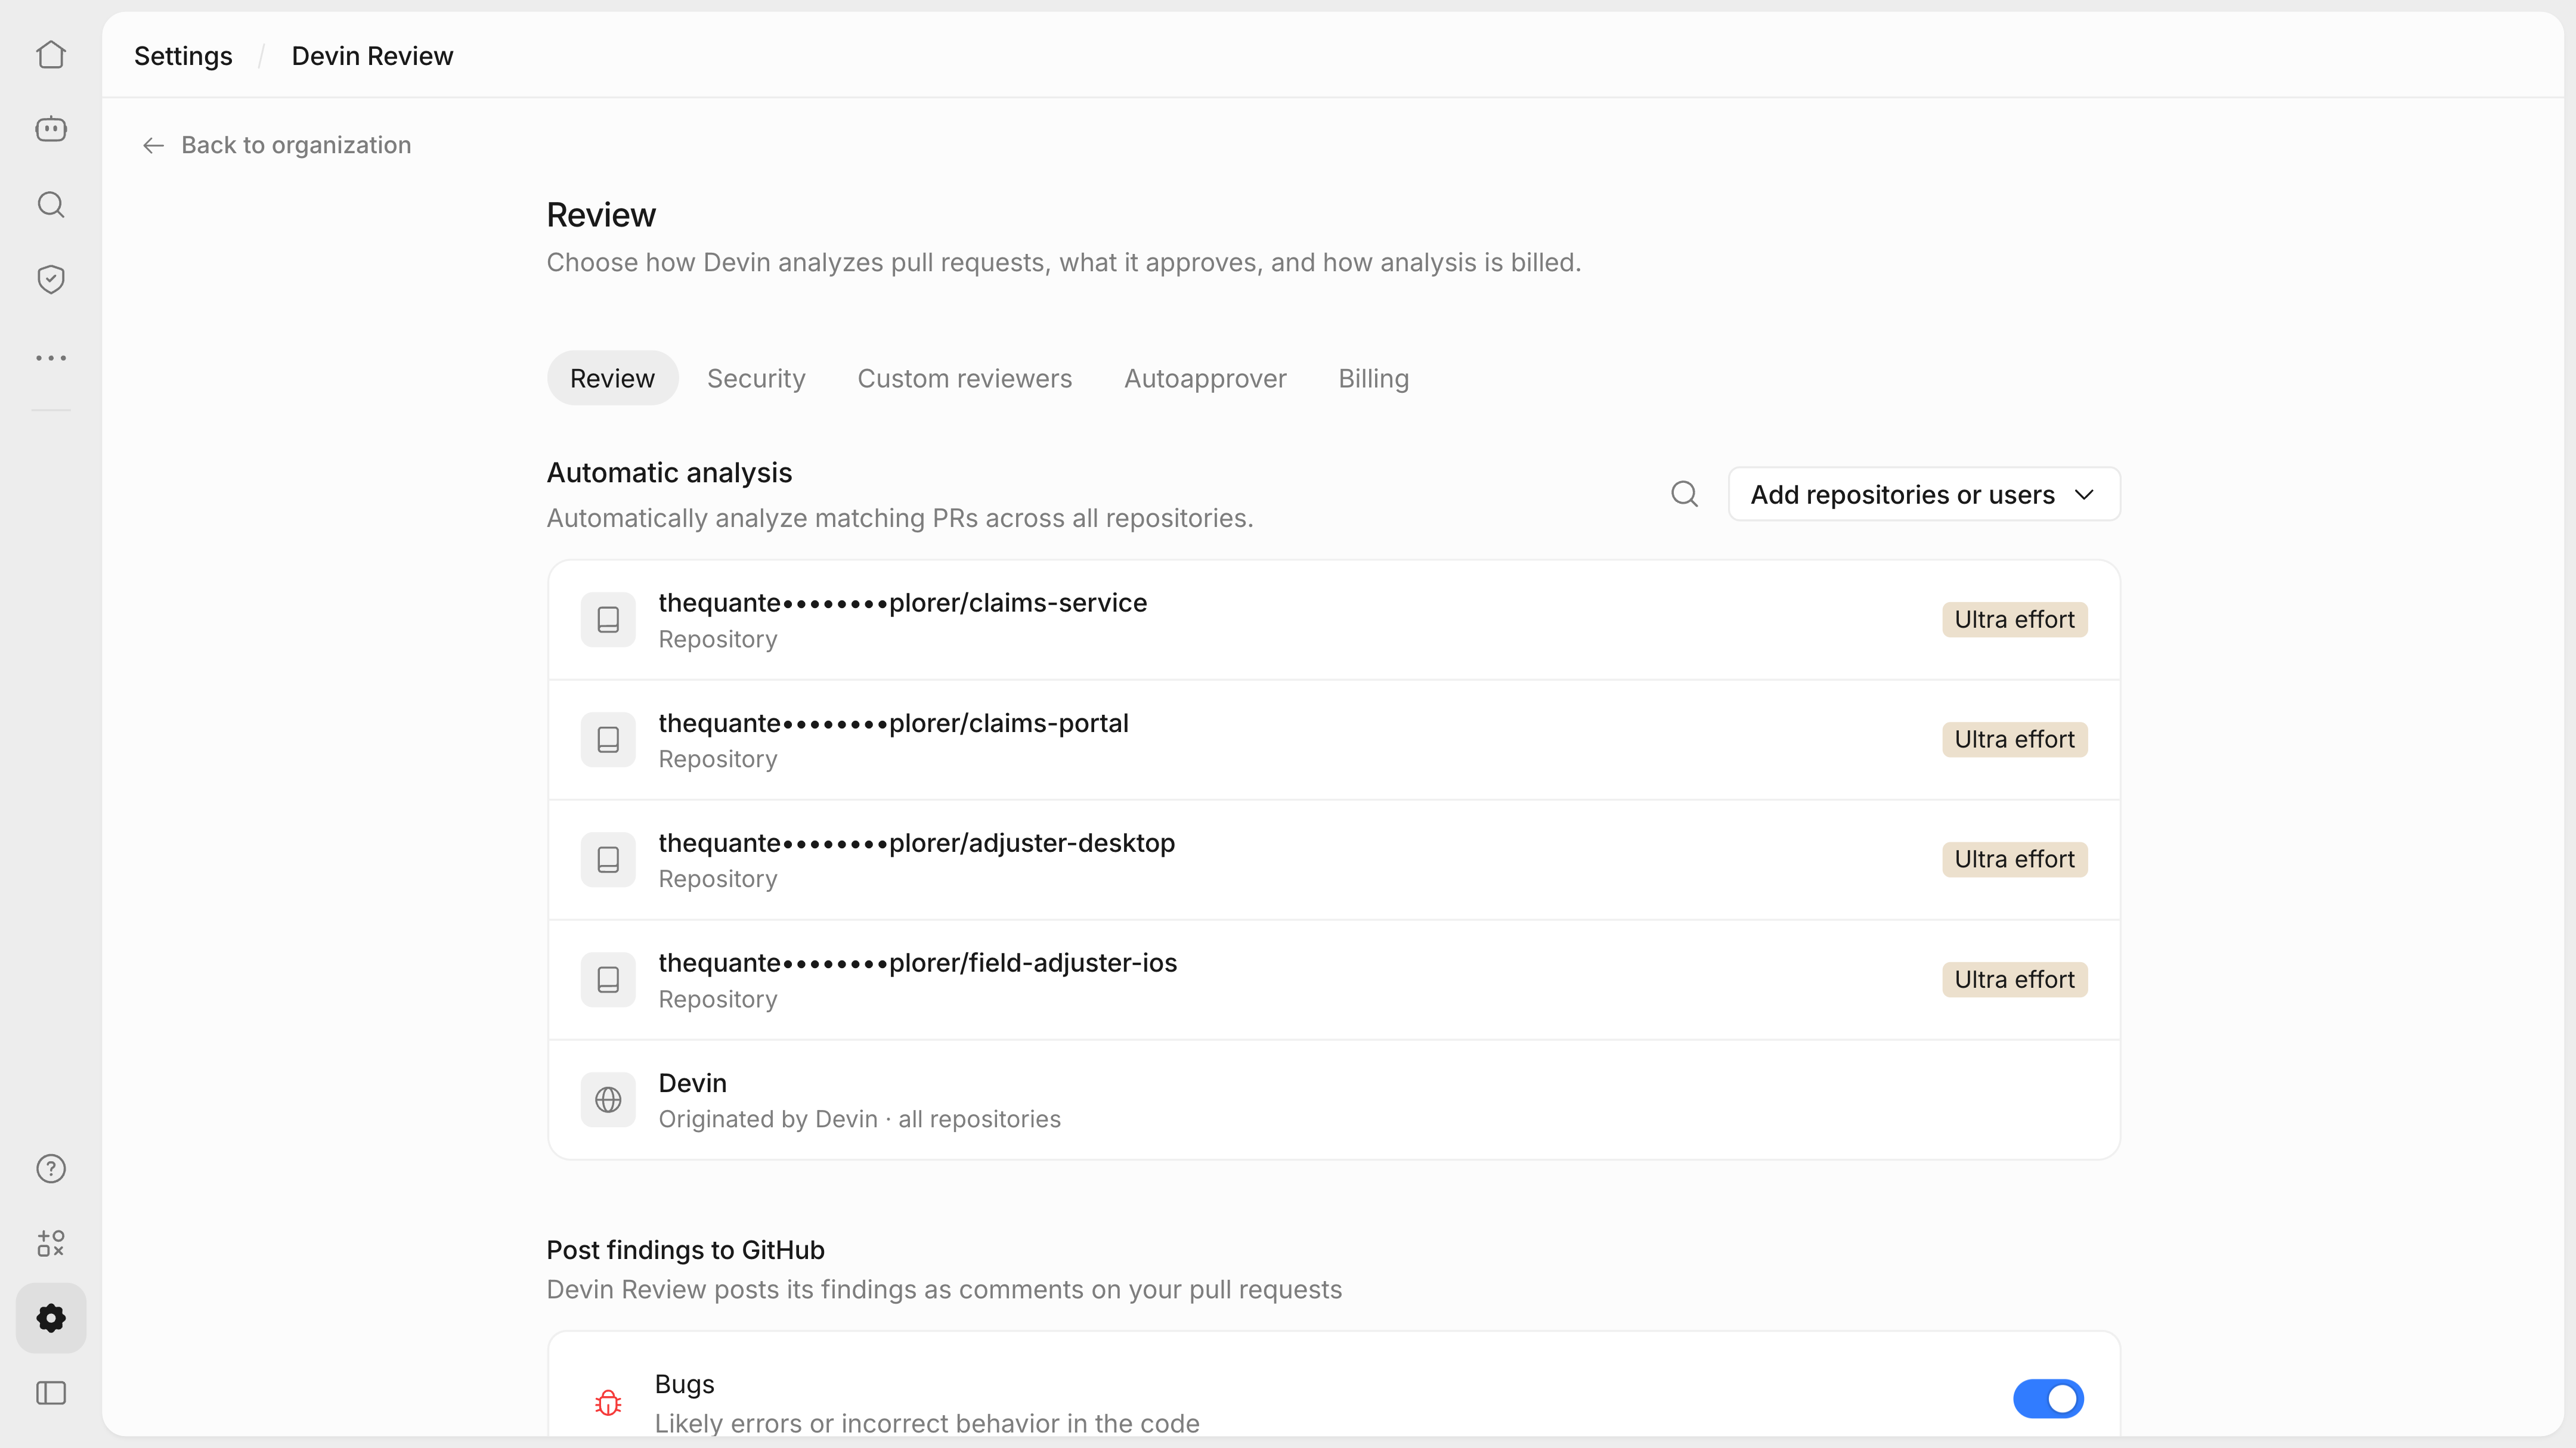 Settings / Devin Review
Back to organization
Review
Choose how Devin analyzes pull requests, what it approves, and how analysis is billed.
Review Security Custom reviewers Autoapprover Billing
Automatic analysis
Automatically analyze matching PRs across all repositories.
Add repositories or users
thequante••••••••plorer/claims-service
Repository
Ultra effort
thequante••••••••plorer/claims-portal
Repository
Ultra effort
thequante••••••••plorer/adjuster-desktop
Repository
Ultra effort
thequante••••••••plorer/field-adjuster-ios
Repository
Ultra effort
Devin
Originated by Devin · all repositories
Post findings to GitHub
Devin Review posts its findings as comments on your pull requests
Bugs
Likely errors or incorrect behavior in the code